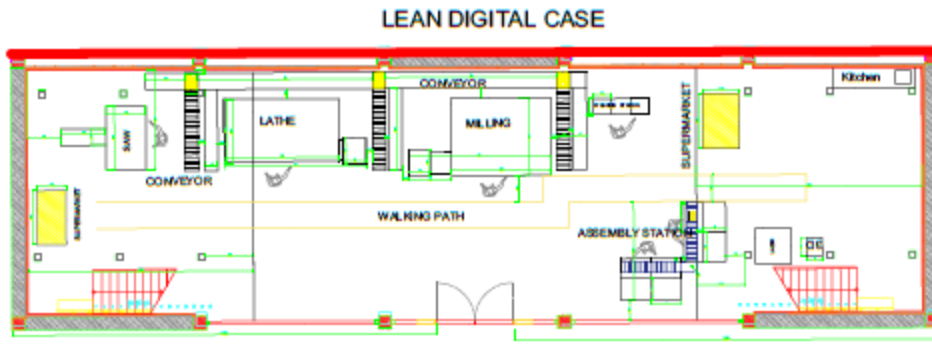 LEAN DIGITAL CASE
CONVEYOR
Kitchen
LATHE
MILLING
SAW
SUPERMARKET
CONVEYOR
SUPERMARKET
WALKING PATH
ASSEMBLY STATION